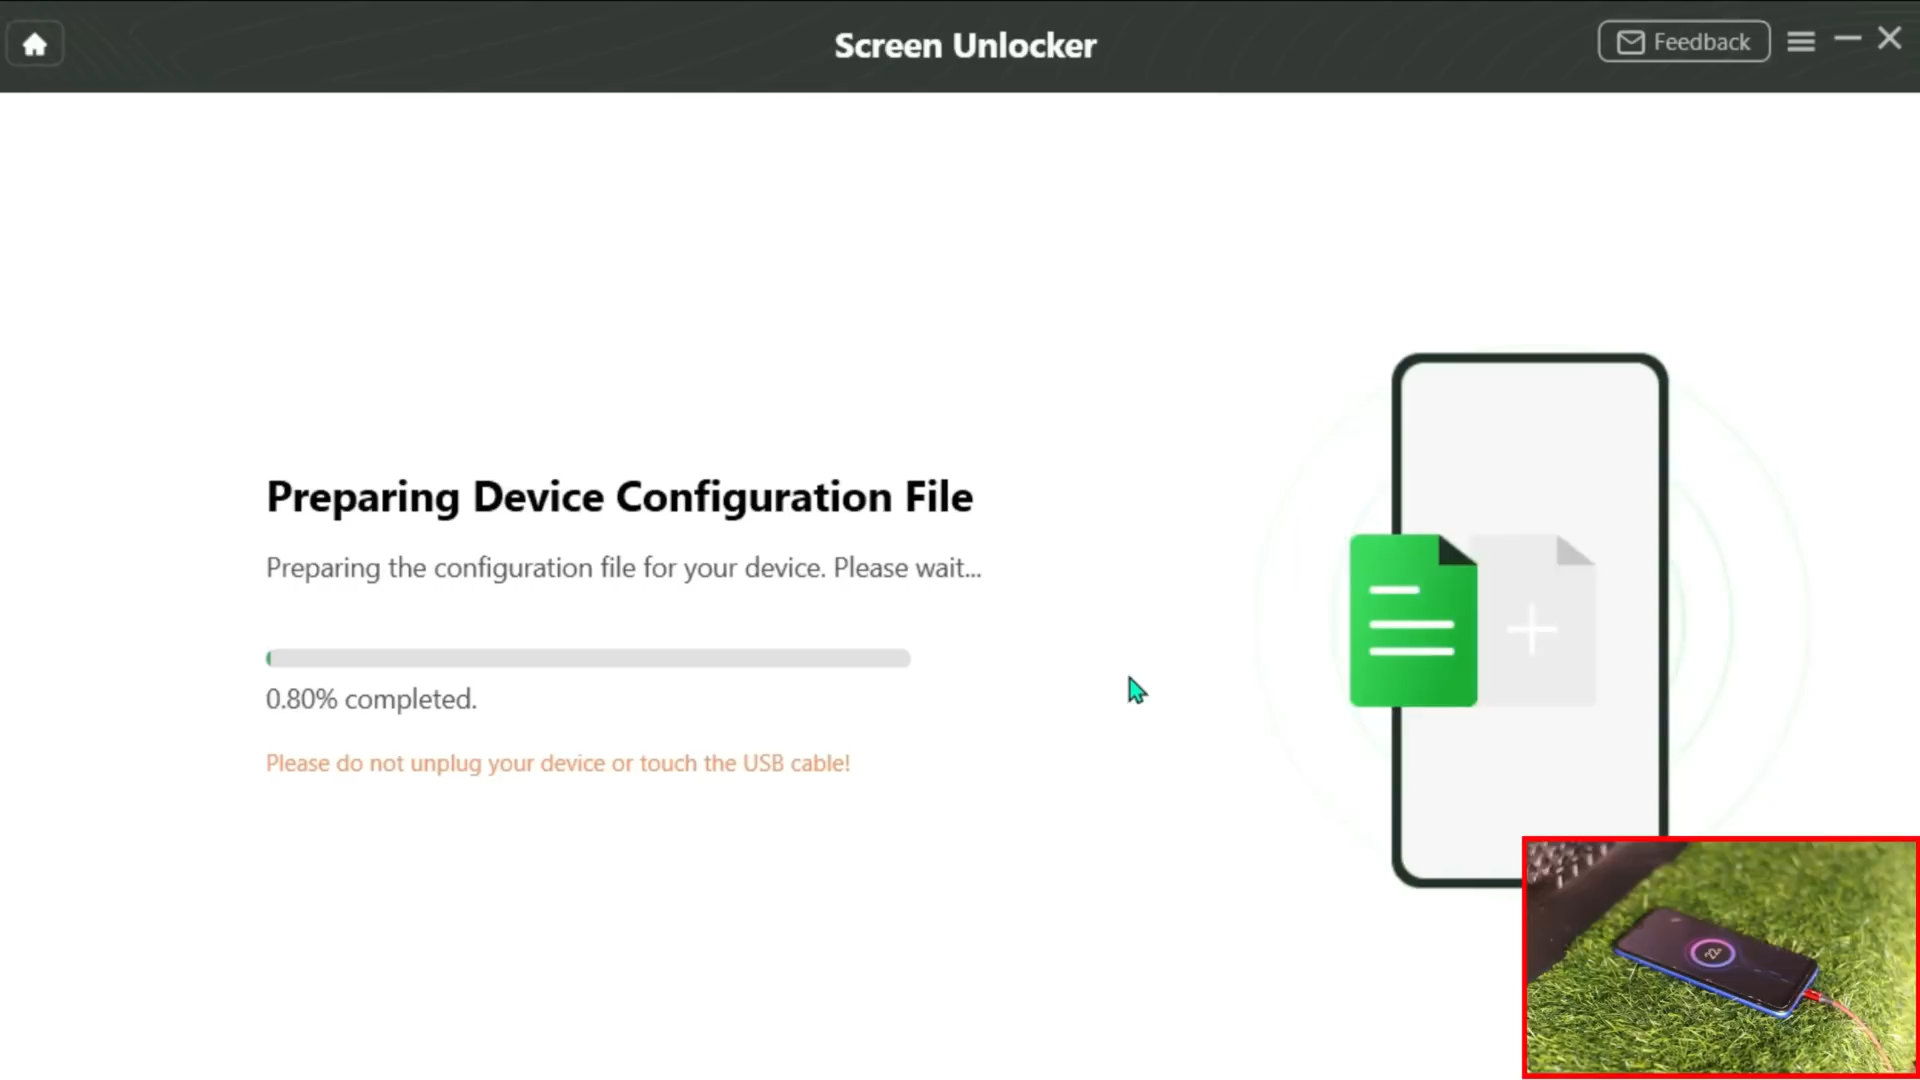 Screen Unlocker
Feedback
Preparing Device Configuration File
Preparing the configuration file for your device. Please wait...
0.80% completed.
Please do not unplug your device or touch the USB cable!
22